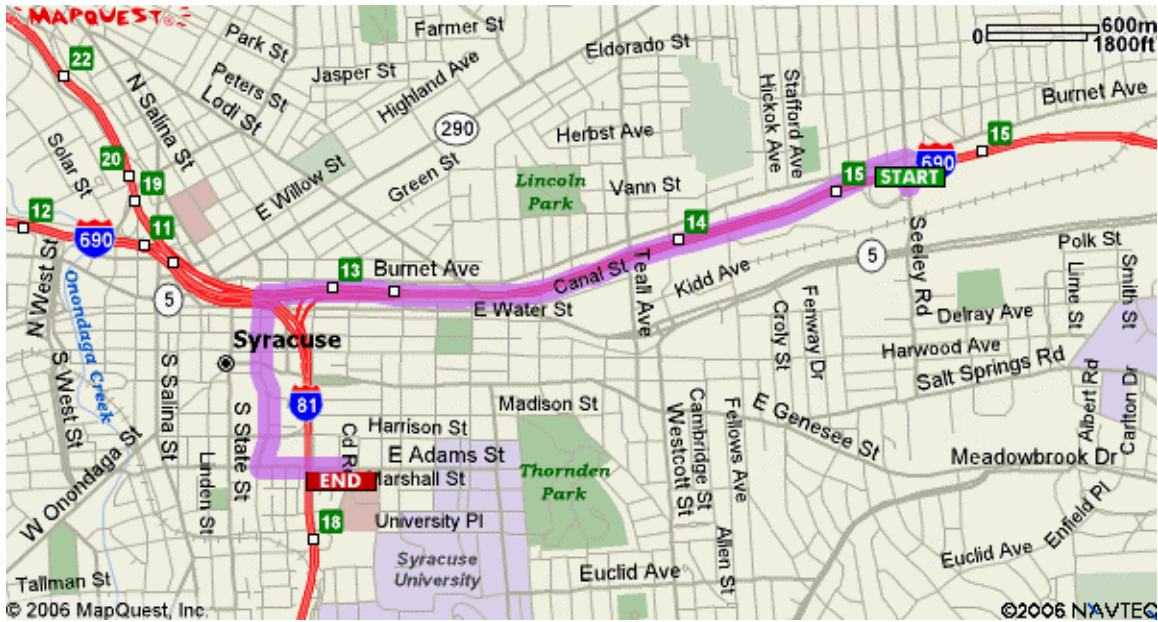 MAPQUEST
600m
0
1800ft
22
Park St
Farmer St
Eldorado St
Jasper St
Peters St
Lodi St
N Salina St
Highland Ave
290
Herbst Ave
Hickok Ave
Stafford Ave
Burnet Ave
15
690
START
15
Solar St
20
19
E Willow St
Green St
Lincoln Park
Vann St
12
690
11
14
Seeley Rd
Polk St
5
N West St
Onondaga Creek
5
13
Burnet Ave
Canal St
Teall Ave
Kidd Ave
E Water St
Lime St
Smith St
Syracuse
Croly St
Fenway Dr
Delray Ave
Harwood Ave
Salt Springs Rd
S West St
S Salina St
S State St
81
Madison St
Harrison St
Cd Rd
E Adams St
Marshall St
END
Thornden Park
Westcott St
Cambridge St
Fellows Ave
E Genesee St
Albert Rd
Carlton Dr
Meadowbrook Dr
W Onondaga St
Linden St
18
University Pl
Syracuse University
Euclid Ave
Allen St
Euclid Ave
Enfield Pl
Tallman St
© 2006 MapQuest, Inc.
©2006 NAVTEQ